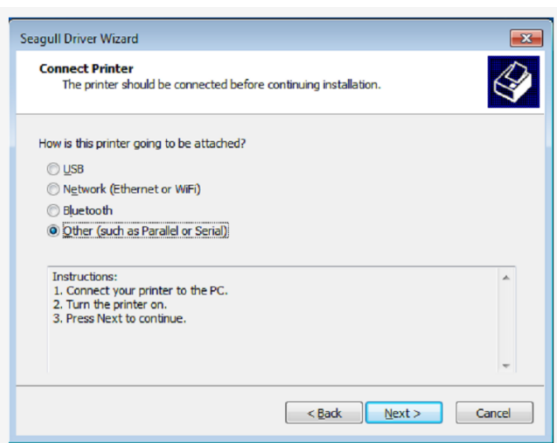 Seagull Driver Wizard
Connect Printer
The printer should be connected before continuing installation.
How is this printer going to be attached?
USB
Network (Ethernet or WiFi)
Bluetooth
Other (such as Parallel or Serial)
Instructions:
1. Connect your printer to the PC.
2. Turn the printer on.
3. Press Next to continue.
< Back Next > Cancel